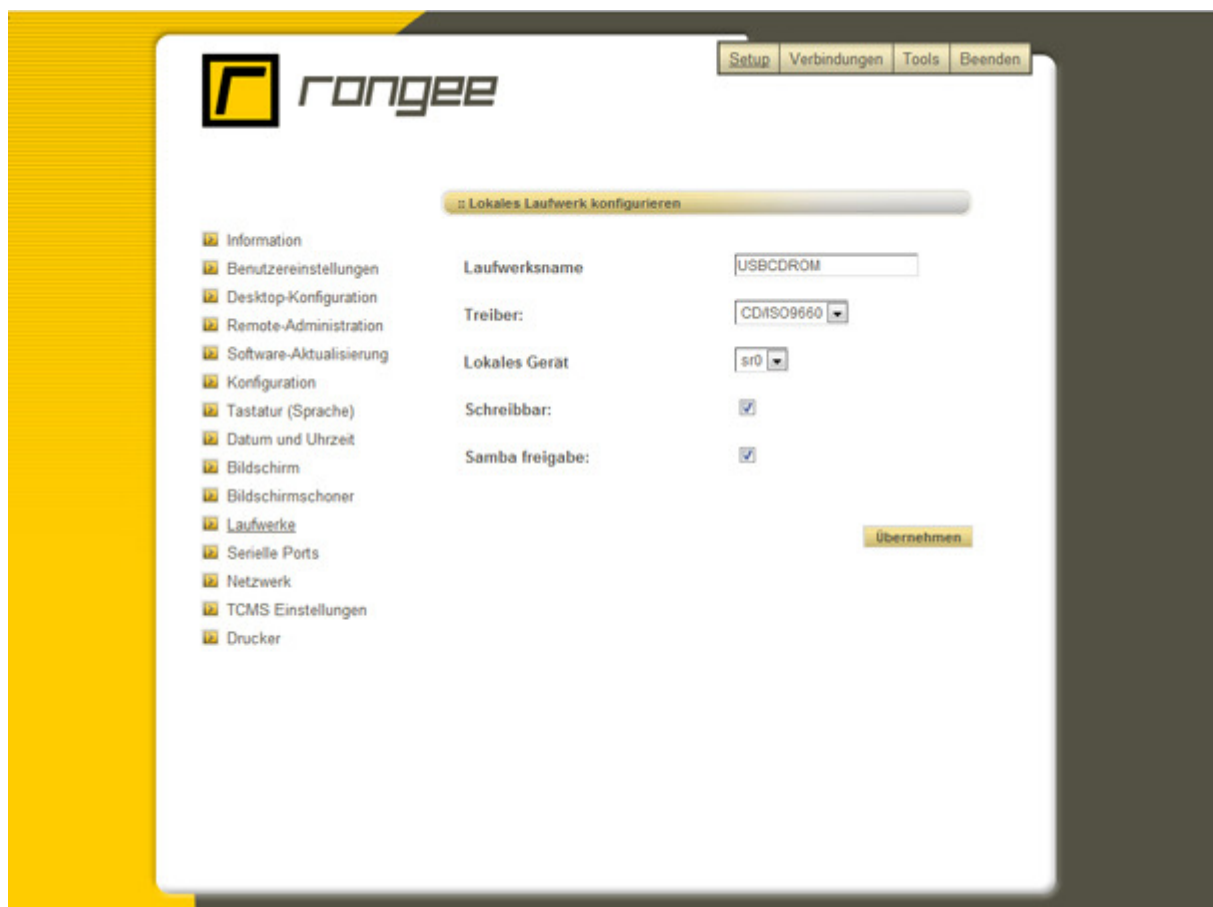 rangee
Setup Verbindungen Tools Beenden
:: Lokales Laufwerk konfigurieren
Information
Benutzereinstellungen
Desktop-Konfiguration
Remote-Administration
Software-Aktualisierung
Konfiguration
Tastatur (Sprache)
Datum und Uhrzeit
Bildschirm
Bildschirmschoner
Laufwerke
Serielle Ports
Netzwerk
TCMS Einstellungen
Drucker
Laufwerksname USBCDROM
Treiber: CD/ISO9660
Lokales Gerät sr0
Schreibbar:
Samba freigabe:
Übernehmen